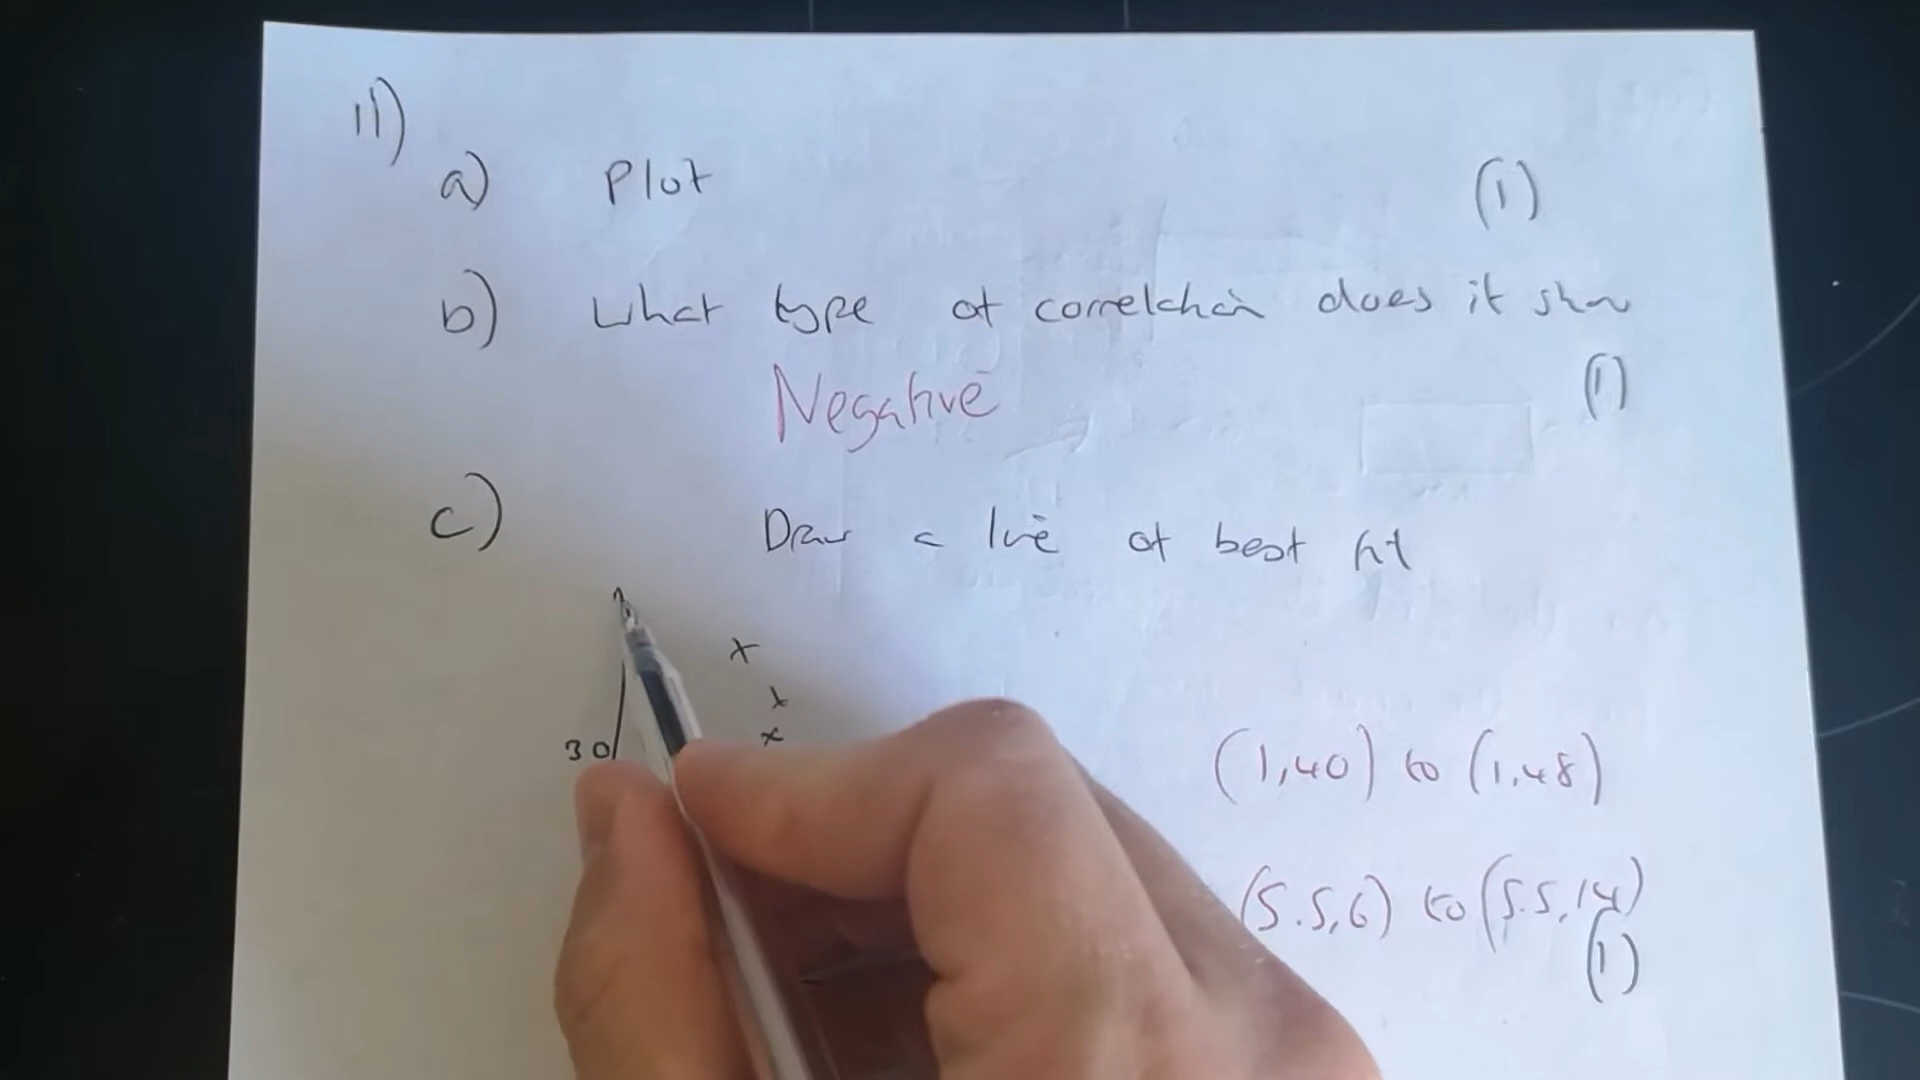 11)
a) Plot (1)
b) What type of correlation does it show
Negative (1)
c) Draw a line of best fit
30
(1,40) to (1,48)
(5.5,6) to (5.5,14)
(1)